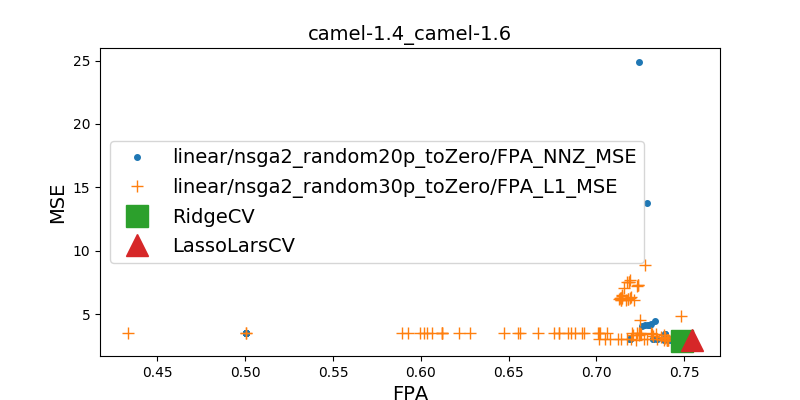 camel-1.4_camel-1.6
25
20
15
10
5
MSE
linear/nsga2_random20p_toZero/FPA_NNZ_MSE
linear/nsga2_random30p_toZero/FPA_L1_MSE
RidgeCV
LassoLarsCV
0.45 0.50 0.55 0.60 0.65 0.70 0.75
FPA